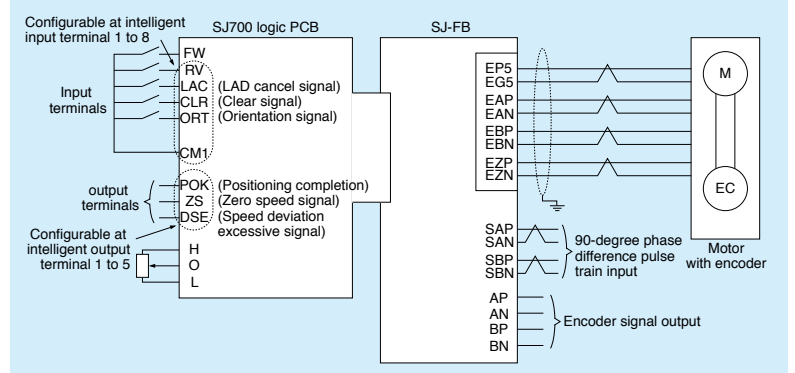 Configurable at intelligent
input terminal 1 to 8
SJ700 logic PCB
SJ-FB
FW
RV
LAC (LAD cancel signal)
CLR (Clear signal)
ORT (Orientation signal)
CM1
Input
terminals
POK (Positioning completion)
ZS (Zero speed signal)
DSE (Speed deviation
excessive signal)
output
terminals
Configurable at
intelligent output
terminal 1 to 5
H
O
L
EP5
EG5
EAP
EAN
EBP
EBN
EZP
EZN
SAP
SAN
SBP
SBN
90-degree phase
difference pulse
train input
AP
AN
BP
BN
Encoder signal output
M
EC
Motor
with encoder